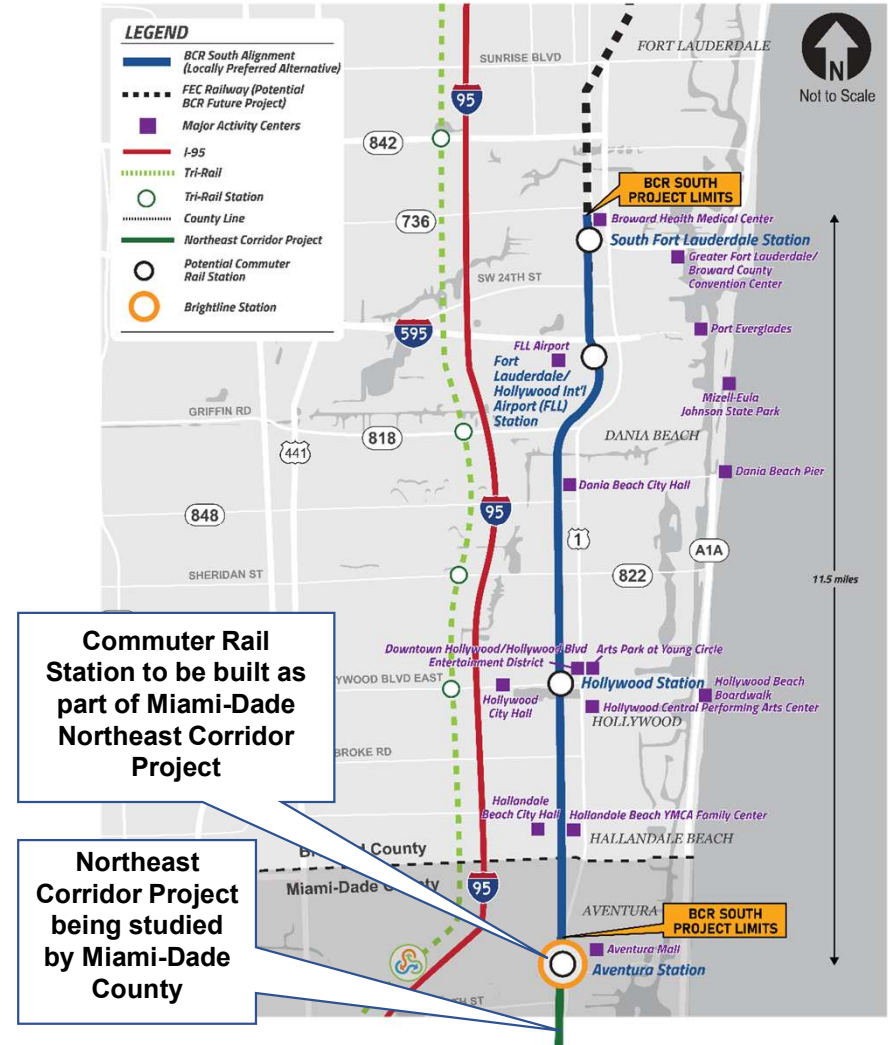 LEGEND
BCR South Alignment
(Locally Preferred Alternative)
FEC Railway (Potential
BCR Future Project)
Major Activity Centers
I-95
Tri-Rail
Tri-Rail Station
County Line
Northeast Corridor Project
Potential Commuter
Rail Station
Brightline Station
FORT LAUDERDALE
SUNRISE BLVD
N
Not to Scale
95
842
BCR SOUTH
PROJECT LIMITS
736
Broward Health Medical Center
South Fort Lauderdale Station
Greater Fort Lauderdale/
Broward County
Convention Center
SW 24TH ST
Port Everglades
595
FLL Airport
Fort
Lauderdale/
Hollywood Int'l
Airport (FLL)
Station
Mizell-Eula
Johnson State Park
GRIFFIN RD
818
441
DANIA BEACH
Dania Beach Pier
Dania Beach City Hall
848
95
1
A1A
SHERIDAN ST
822
11.5 miles
Commuter Rail
Station to be built as
part of Miami-Dade
Northeast Corridor
Project
Downtown Hollywood/Hollywood Blvd
Entertainment District
Arts Park at Young Circle
YWOOD BLVD EAST
Hollywood Station
Hollywood Beach
Boardwalk
Hollywood
City Hall
Hollywood Central Performing Arts Center
HOLLYWOOD
BROKE RD
Hallandale
Beach City Hall
Hallandale Beach YMCA Family Center
HALLANDALE BEACH
County
Miami-Dade County
Northeast
Corridor Project
being studied
by Miami-Dade
County
95
AVENTURA
BCR SOUTH
PROJECT LIMITS
Aventura Mall
Aventura Station
ST